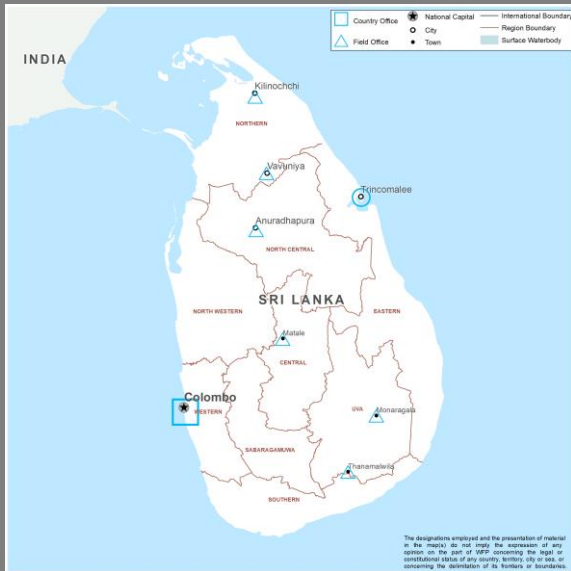 Country Office
National Capital
International Boundary
City
Region Boundary
Field Office
Town
Surface Waterbody
INDIA
Kilinochchi
NORTHERN
Vavuniya
Trincomalee
Anuradhapura
NORTH CENTRAL
SRI LANKA
NORTH WESTERN
EASTERN
Matale
CENTRAL
Colombo
WESTERN
UVA
Monaragala
SABARAGAMUWA
Thanamalwila
SOUTHERN
The designations employed and the presentation of material
in the map(s) do not imply the expression of any
opinion on the part of WFP concerning the legal or
constitutional status of any country, territory, city or sea, or
concerning the delimitation of its frontiers or boundaries.